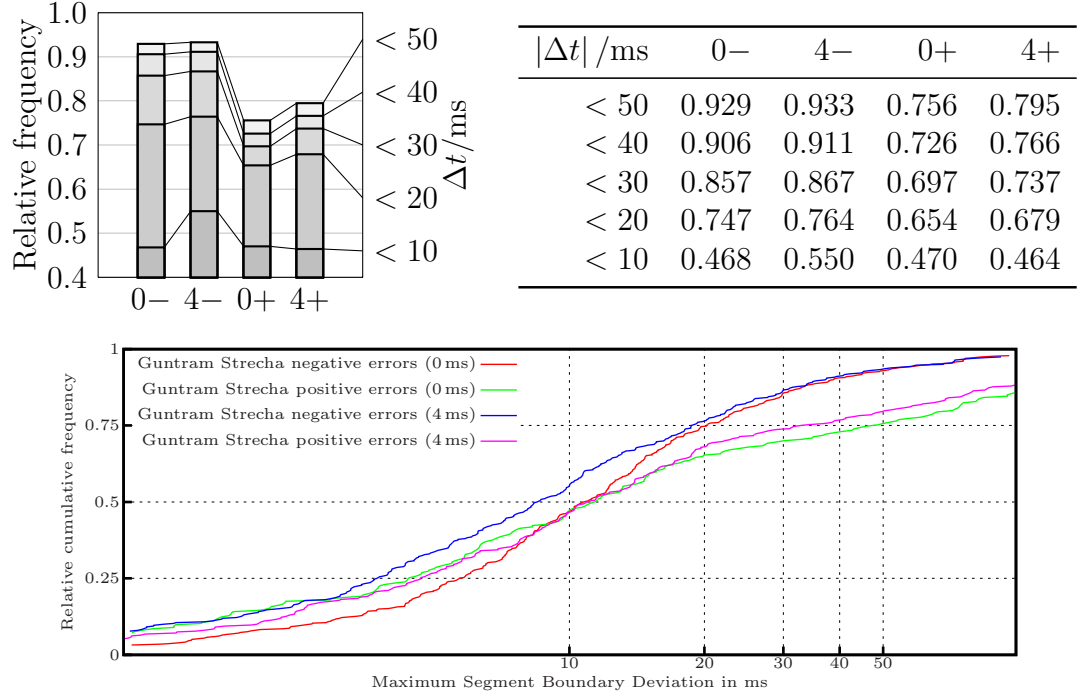 Relative frequency
1.0
0.9
0.8
0.7
0.6
0.5
0.4
0− 4− 0+ 4+
< 50
< 40
< 30
< 20
< 10
Δt/ms
|Δt| /ms 0− 4− 0+ 4+
< 50 0.929 0.933 0.756 0.795
< 40 0.906 0.911 0.726 0.766
< 30 0.857 0.867 0.697 0.737
< 20 0.747 0.764 0.654 0.679
< 10 0.468 0.550 0.470 0.464
Relative cumulative frequency
1
0.75
0.5
0.25
0
Guntram Strecha negative errors (0 ms)
Guntram Strecha positive errors (0 ms)
Guntram Strecha negative errors (4 ms)
Guntram Strecha positive errors (4 ms)
10 20 30 40 50
Maximum Segment Boundary Deviation in ms